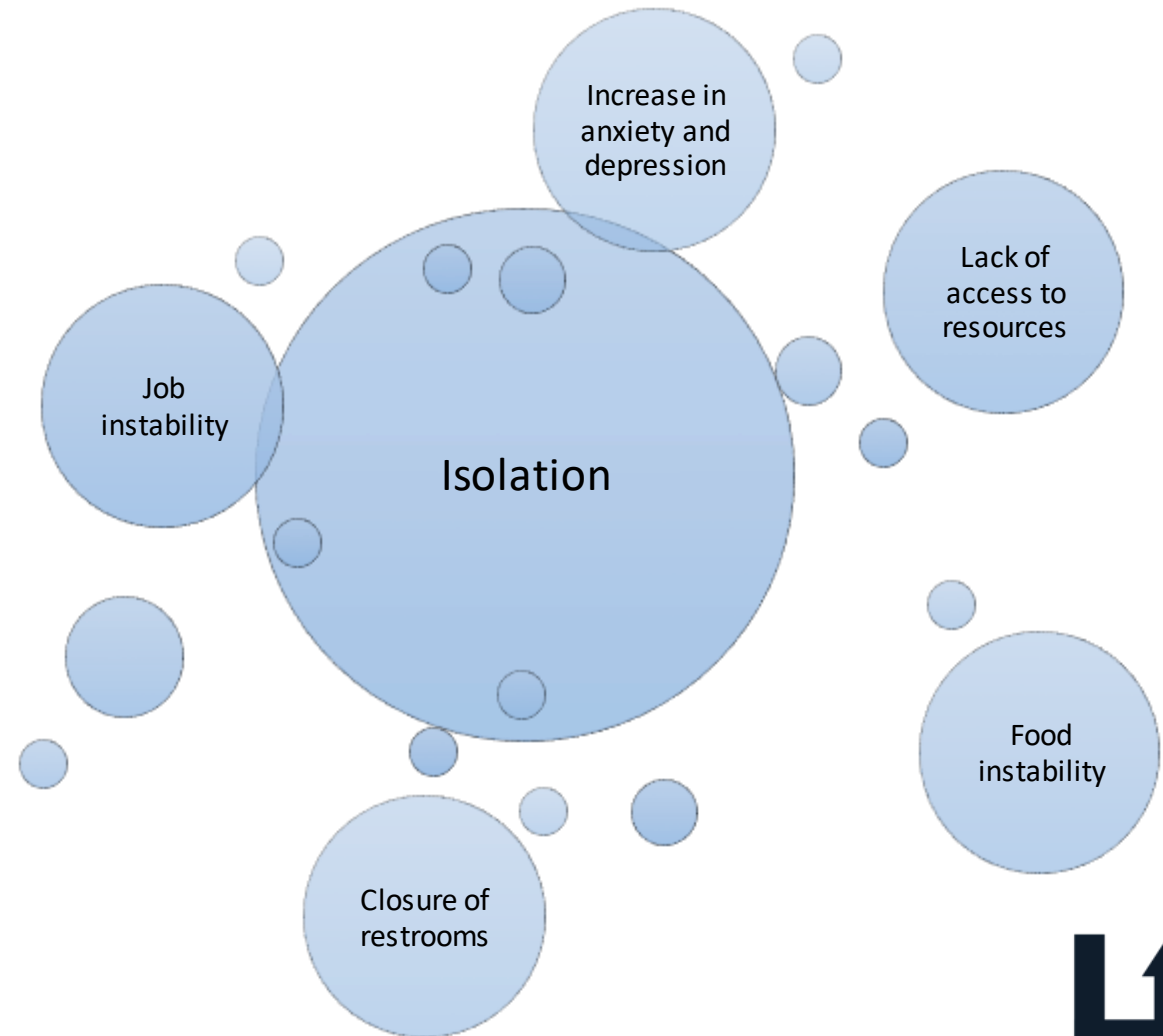 Increase in
anxiety and
depression
Lack of
access to
resources
Job
instability
Isolation
Food
instability
Closure of
restrooms